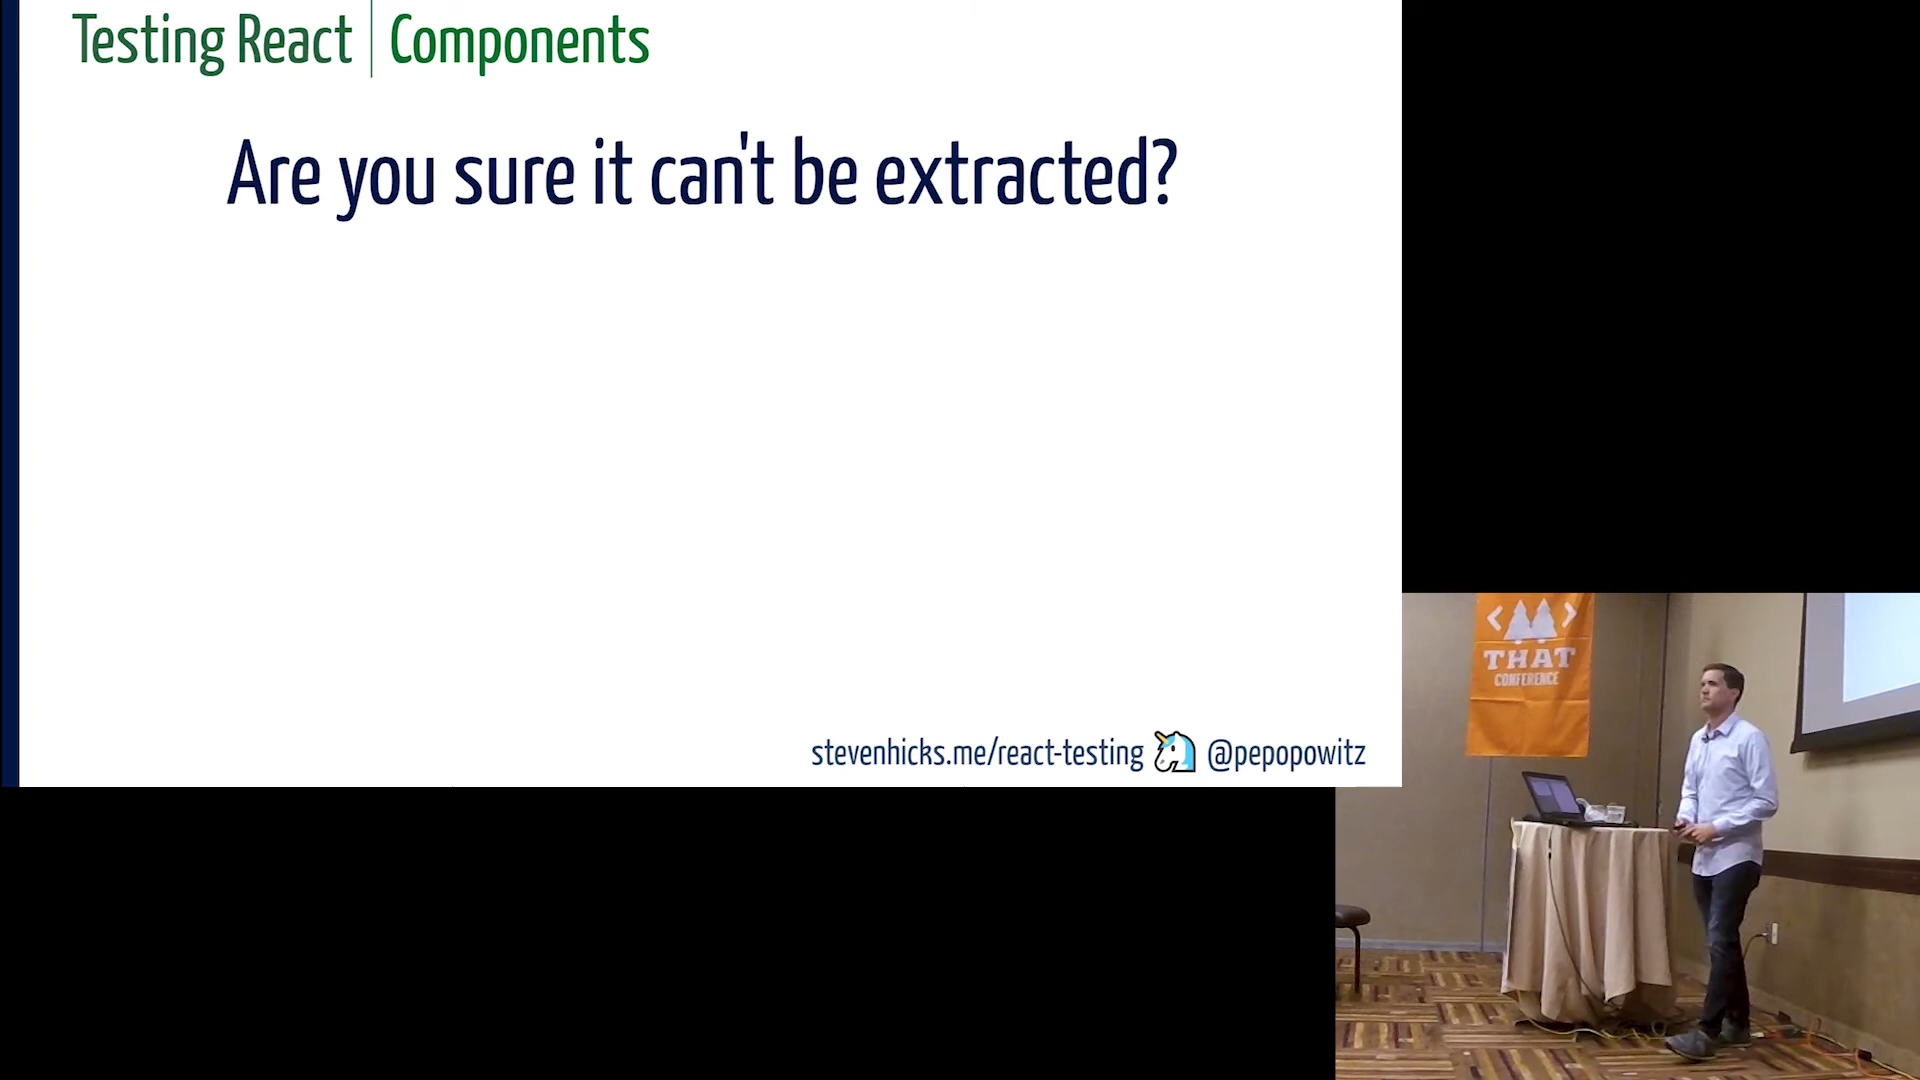 Testing React | Components
Are you sure it can't be extracted?
stevenhicks.me/react-testing @pepopowitz
< >
THAT
CONFERENCE